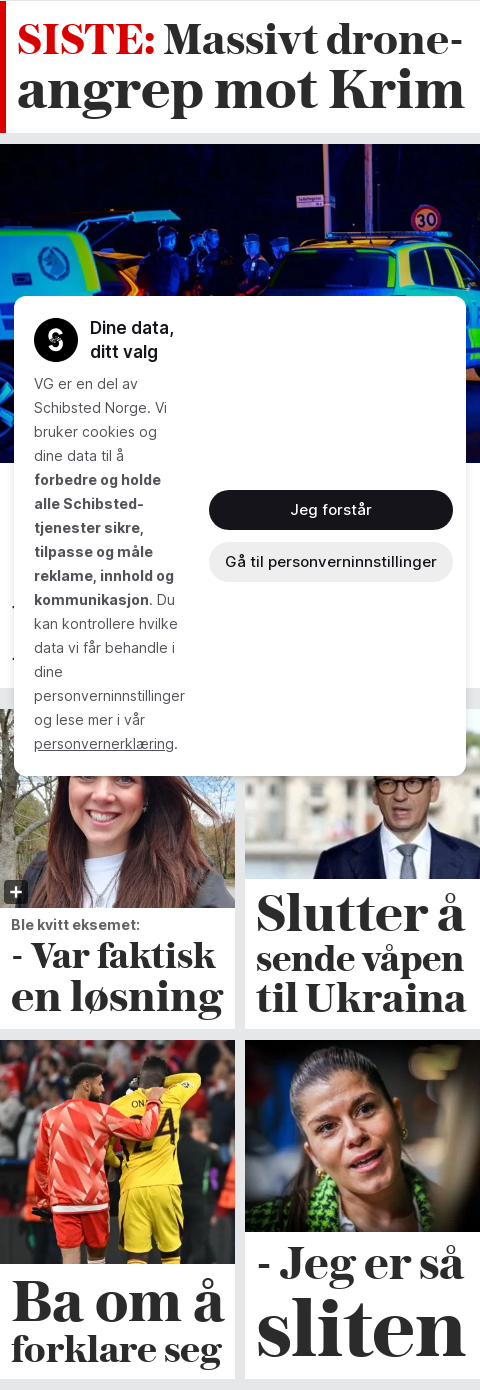 SISTE: Massivt drone-
angrep mot Krim
30
Dine data,
ditt valg
VG er en del av
Schibsted Norge. Vi
bruker cookies og
dine data til å
forbedre og holde
alle Schibsted-
tjenester sikre,
tilpasse og måle
reklame, innhold og
kommunikasjon. Du
kan kontrollere hvilke
data vi får behandle i
dine
personverninnstillinger
og lese mer i vår
personvernerklæring.
Jeg forstår
Gå til personverninnstillinger
Ble kvitt eksemet:
- Var faktisk
en løsning
Slutter å
sende våpen
til Ukraina
24
Ba om å
forklare seg
- Jeg er så
sliten